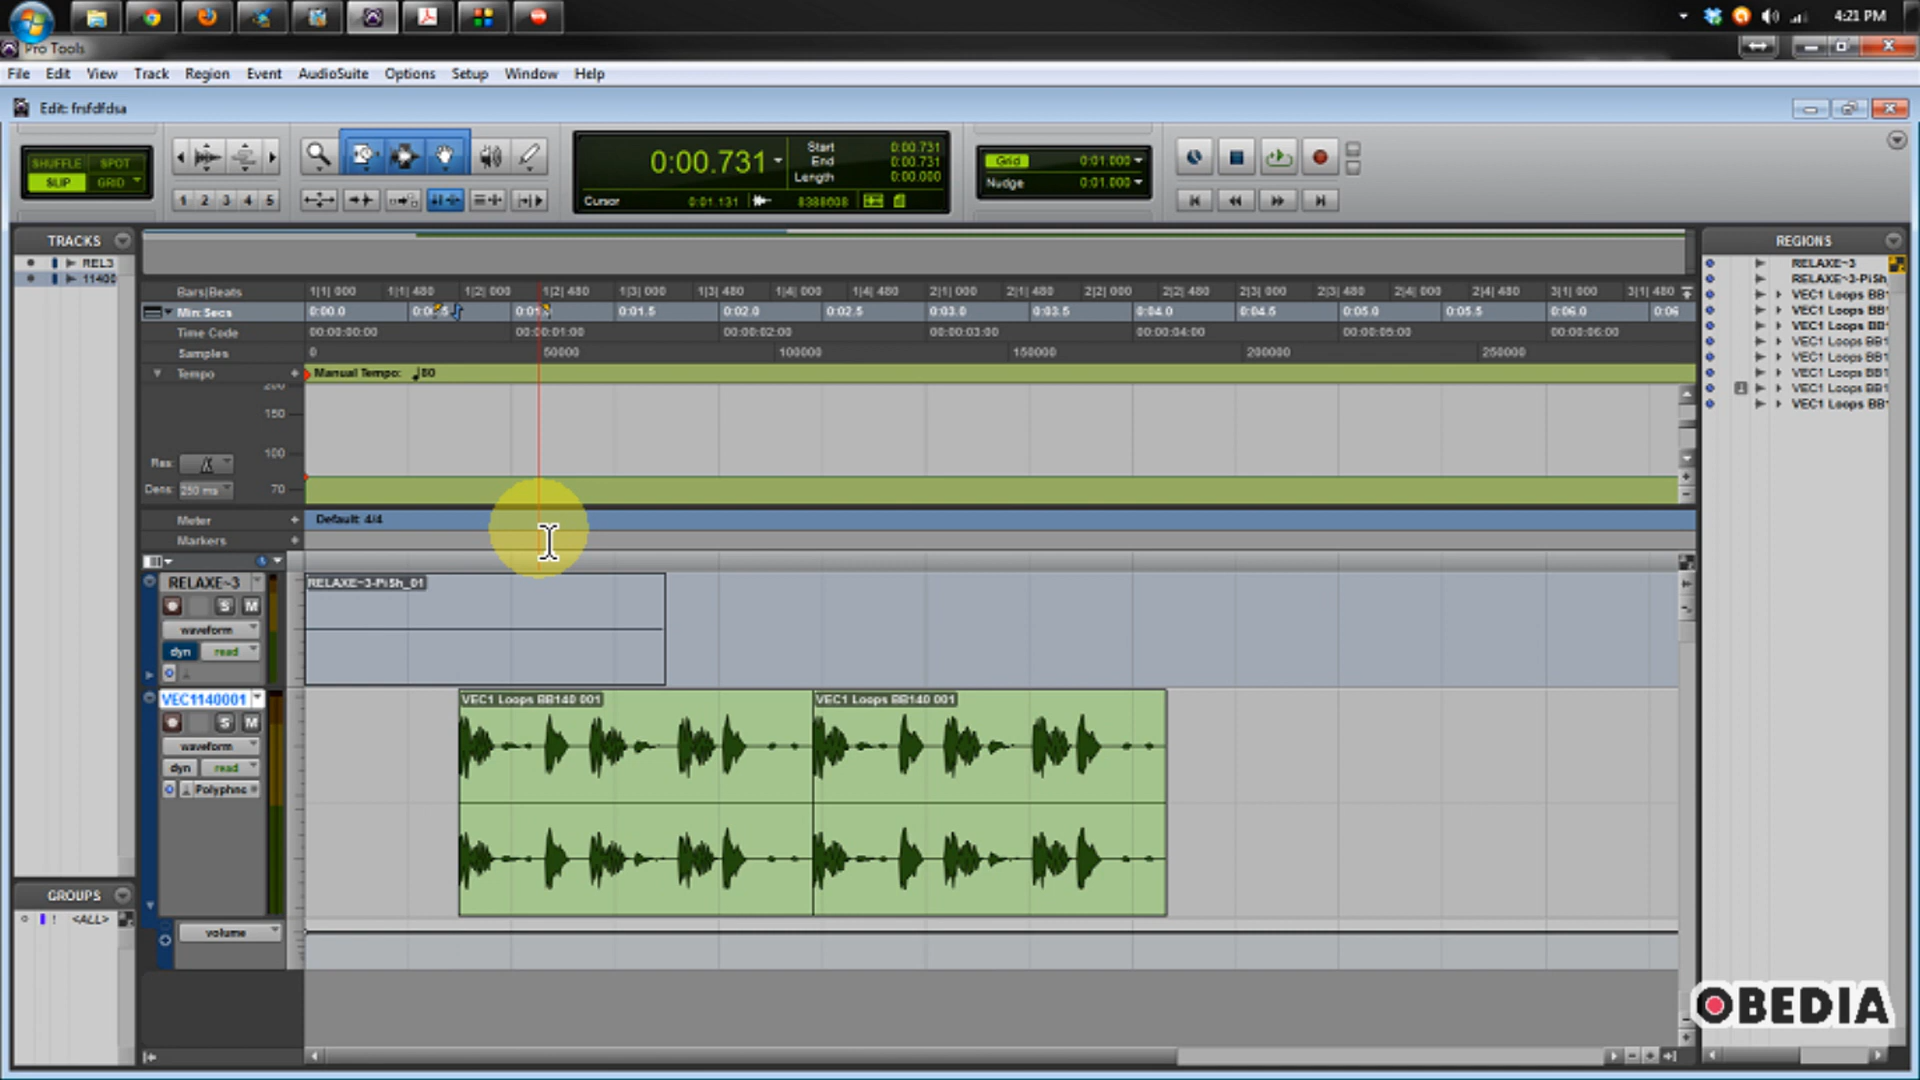 4:21 PM
Pro Tools
File Edit View Track Region Event AudioSuite Options Setup Window Help
Edit: frsfdfdsa
SHUFFLE SPOT
SLIP GRID
1 2 3 4 5
0:00.731
Start 0:00.731
End 0:00.731
Length 0:00.000
Cursor 0:01.131 8388608
Grid 0:01.000
Nudge 0:01.000
TRACKS
REL3
11400
REGIONS
RELAXE~3
RELAXE~3-PiSh
VEC1 Loops BB1
VEC1 Loops BB1
VEC1 Loops BB1
VEC1 Loops BB1
VEC1 Loops BB1
VEC1 Loops BB1
VEC1 Loops BB1
VEC1 Loops BB1
Bars|Beats 1|1| 000 1|1| 480 1|2| 000 1|2| 480 1|3| 000 1|3| 480 1|4| 000 1|4| 480 2|1| 000 2|1| 480 2|2| 000 2|2| 480 2|3| 000 2|3| 480 2|4| 000 2|4| 480 3|1| 000 3|1| 480
Min:Secs 0:00.0 0:01.5 0:02.0 0:02.5 0:03.0 0:03.5 0:04.0 0:04.5 0:05.0 0:05.5 0:06.0 0:06
Time Code 00:00:00:00 00:00:01:00 00:00:02:00 00:00:03:00 00:00:04:00 00:00:05:00 00:00:06:00
Samples 0 50000 100000 150000 200000 250000
Tempo + Manual Tempo: ♩80
200
150
100
70
Res:
Dens: 250 ms
Meter + Default: 4/4
Markers +
RELAXE~3
S M
waveform
dyn read
RELAXE~3-PiSh_01
VEC1140001
S M
waveform
dyn read
Polyphnc
VEC1 Loops BB140 001
VEC1 Loops BB140 001
volume
GROUPS
! <ALL>
OBEDIA